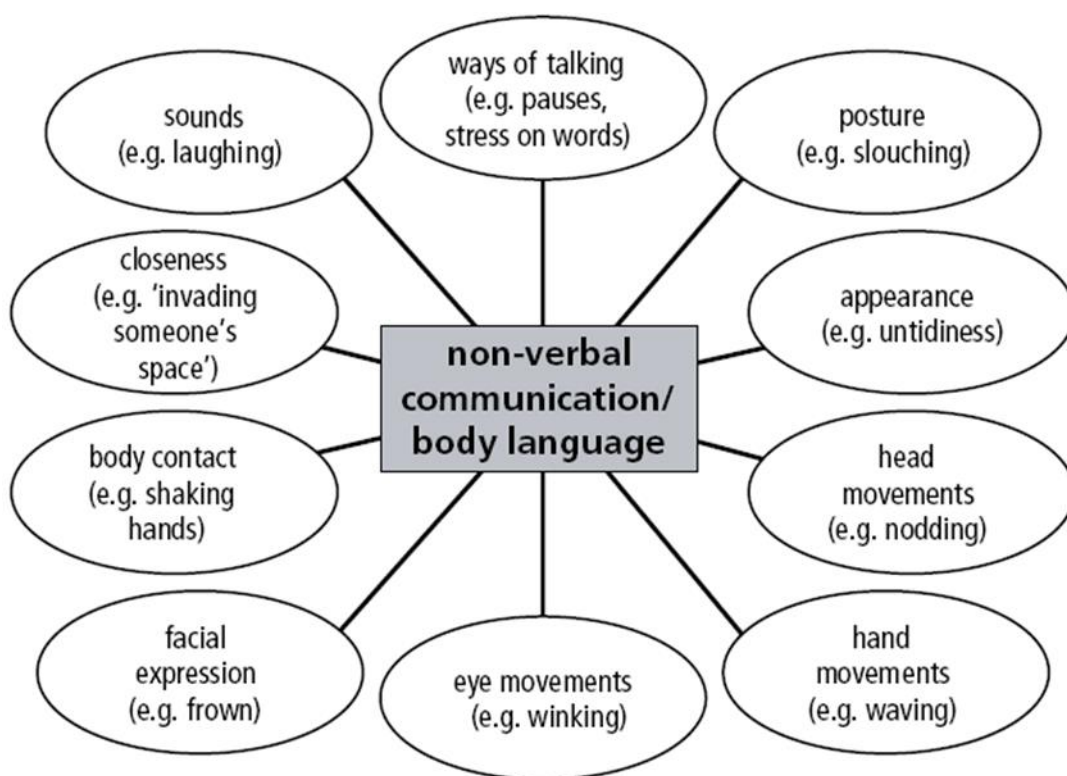 ways of talking
(e.g. pauses,
stress on words)
sounds
(e.g. laughing)
posture
(e.g. slouching)
closeness
(e.g. ‘invading
someone’s
space’)
appearance
(e.g. untidiness)
non-verbal
communication/
body language
body contact
(e.g. shaking
hands)
head
movements
(e.g. nodding)
facial
expression
(e.g. frown)
eye movements
(e.g. winking)
hand
movements
(e.g. waving)